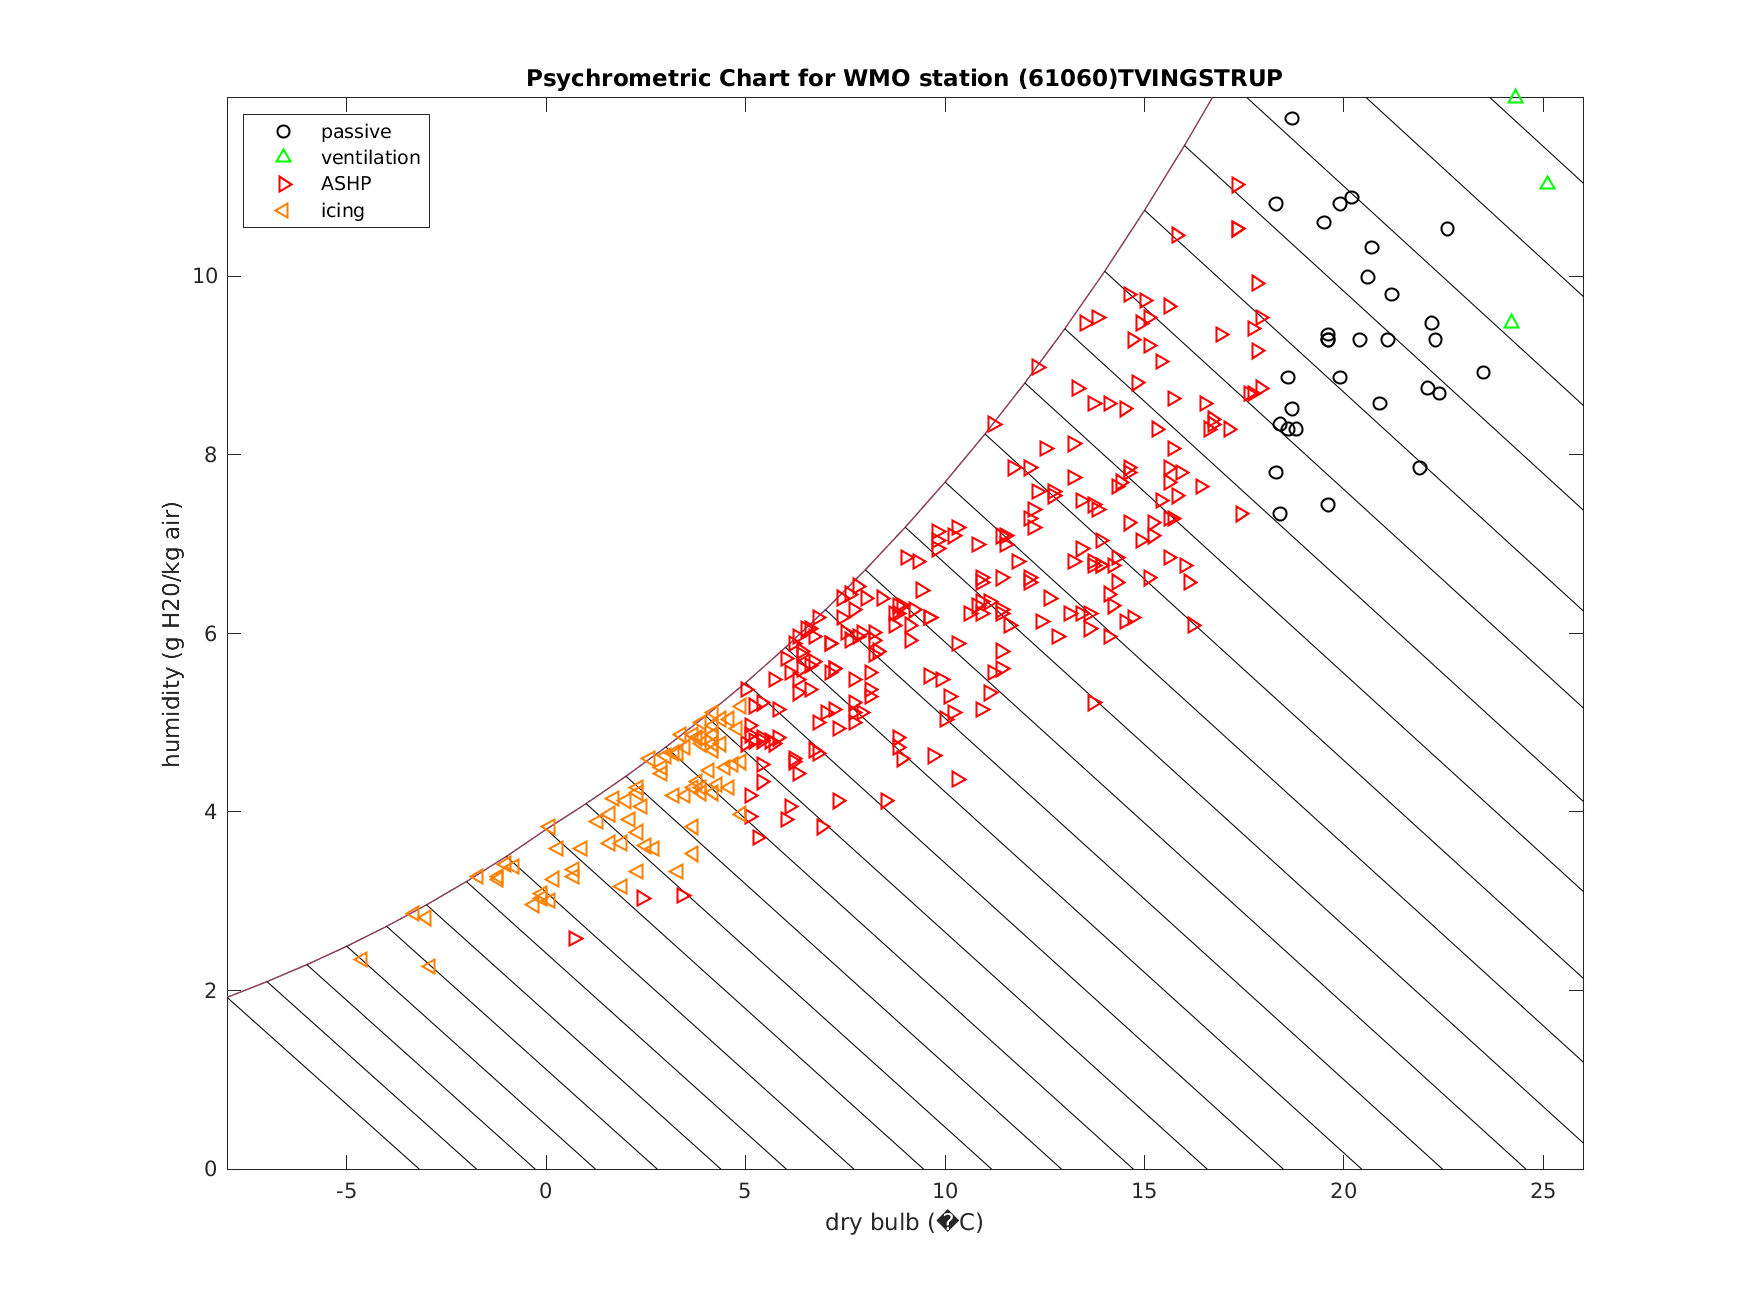 Psychrometric Chart for WMO station (61060)TVINGSTRUP
passive
ventilation
ASHP
icing
10
8
6
4
2
0
humidity (g H20/kg air)
-5 0 5 10 15 20 25
dry bulb (�C)